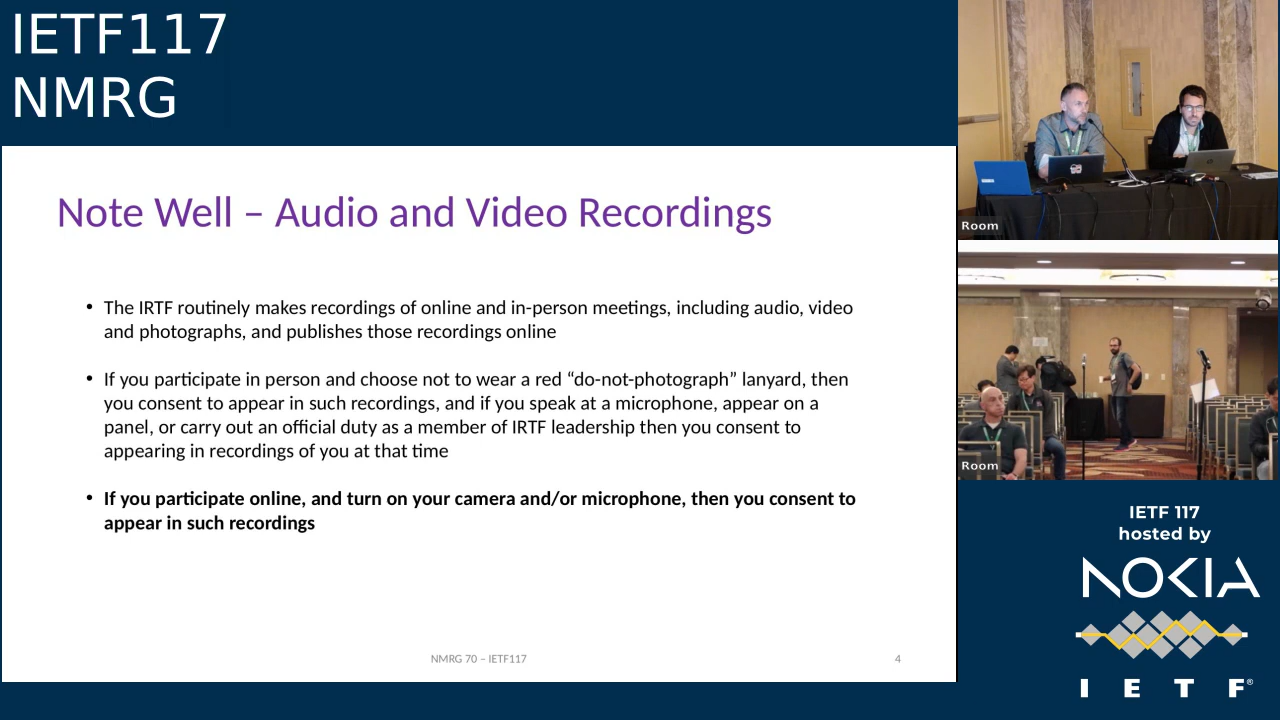 IETF117
NMRG
Note Well – Audio and Video Recordings
• The IRTF routinely makes recordings of online and in-person meetings, including audio, video
and photographs, and publishes those recordings online
• If you participate in person and choose not to wear a red “do-not-photograph” lanyard, then
you consent to appear in such recordings, and if you speak at a microphone, appear on a
panel, or carry out an official duty as a member of IRTF leadership then you consent to
appearing in recordings of you at that time
• If you participate online, and turn on your camera and/or microphone, then you consent to
appear in such recordings
NMRG 70 – IETF117
4
Room
Room
IETF 117
hosted by
NOKIA
I E T F®